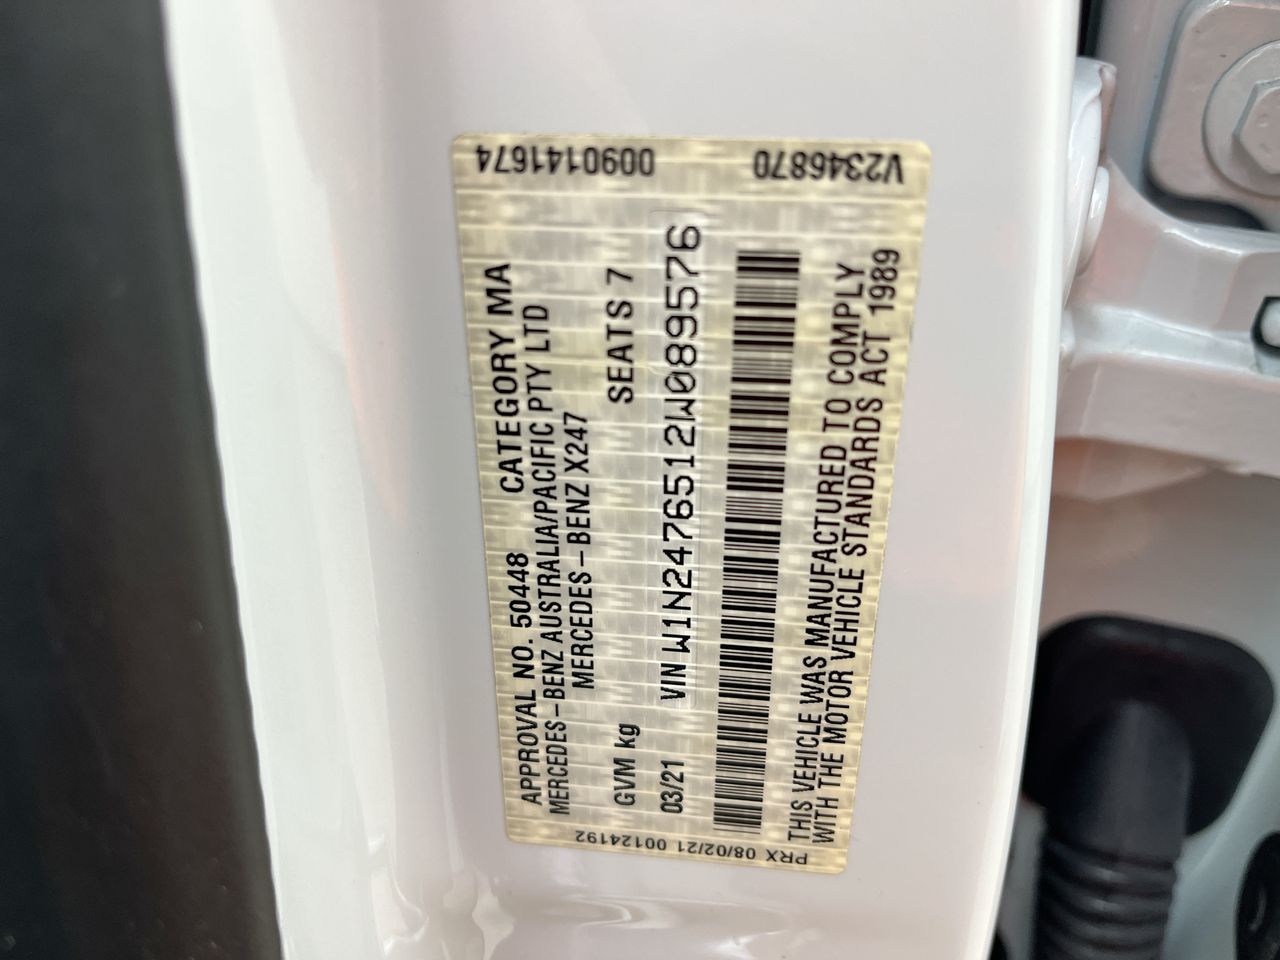 APPROVAL NO. 50448 CATEGORY MA
MERCEDES-BENZ AUSTRALIA/PACIFIC PTY LTD
MERCEDES-BENZ X247
GVM kg SEATS 7
03/21 VIN W1N2476512W089576
THIS VEHICLE WAS MANUFACTURED TO COMPLY
WITH THE MOTOR VEHICLE STANDARDS ACT 1989
V2346870 0090141674
PRX 08/02/21 00124192